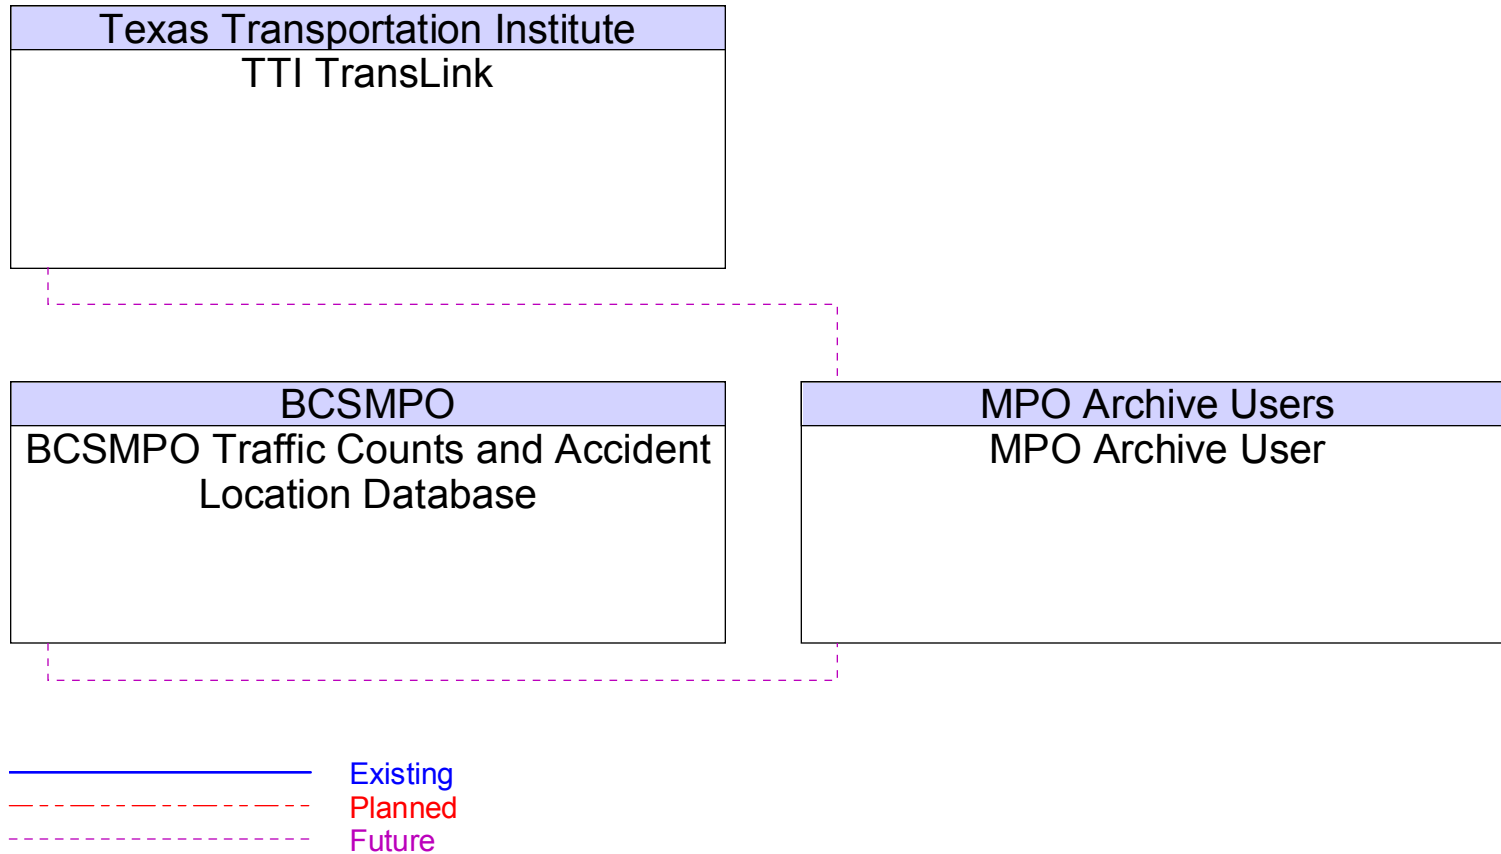 Texas Transportation Institute
TTI TransLink
BCSMPO
BCSMPO Traffic Counts and Accident
Location Database
MPO Archive Users
MPO Archive User
Existing
Planned
Future